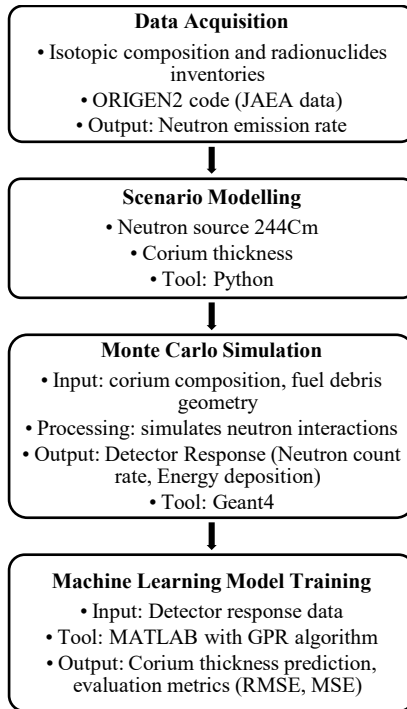 Data Acquisition
• Isotopic composition and radionuclides
inventories
• ORIGEN2 code (JAEA data)
• Output: Neutron emission rate
Scenario Modelling
• Neutron source 244Cm
• Corium thickness
• Tool: Python
Monte Carlo Simulation
• Input: corium composition, fuel debris
geometry
• Processing: simulates neutron interactions
• Output: Detector Response (Neutron count
rate, Energy deposition)
• Tool: Geant4
Machine Learning Model Training
• Input: Detector response data
• Tool: MATLAB with GPR algorithm
• Output: Corium thickness prediction,
evaluation metrics (RMSE, MSE)